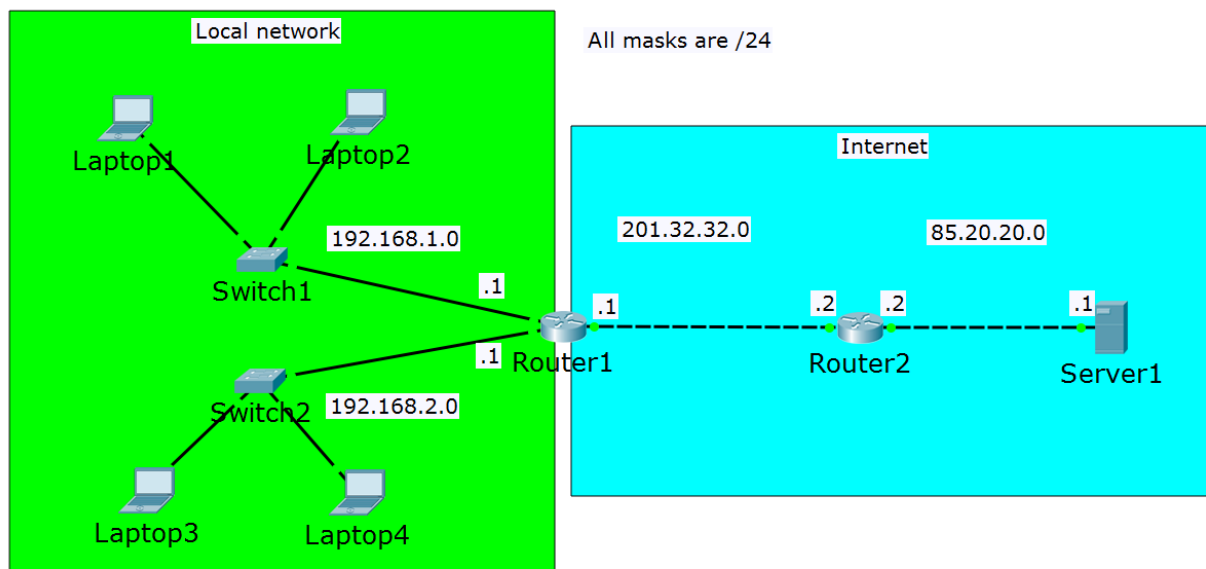 Local network
All masks are /24
Laptop1
Laptop2
Internet
192.168.1.0
201.32.32.0
85.20.20.0
Switch1
.1
.1
.2
.2
.1
.1
Router1
Router2
Server1
Switch2
192.168.2.0
Laptop3
Laptop4